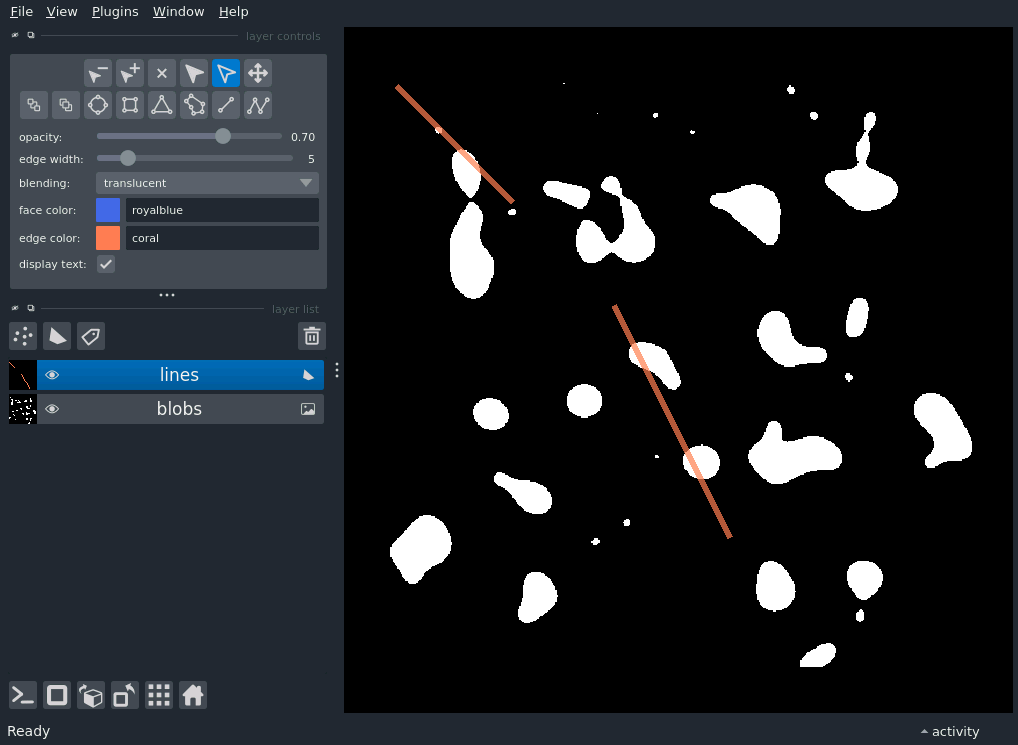 File View Plugins Window Help
layer controls
opacity: 0.70
edge width: 5
blending: translucent
face color: royalblue
edge color: coral
display text:
layer list
lines
blobs
Ready
activity